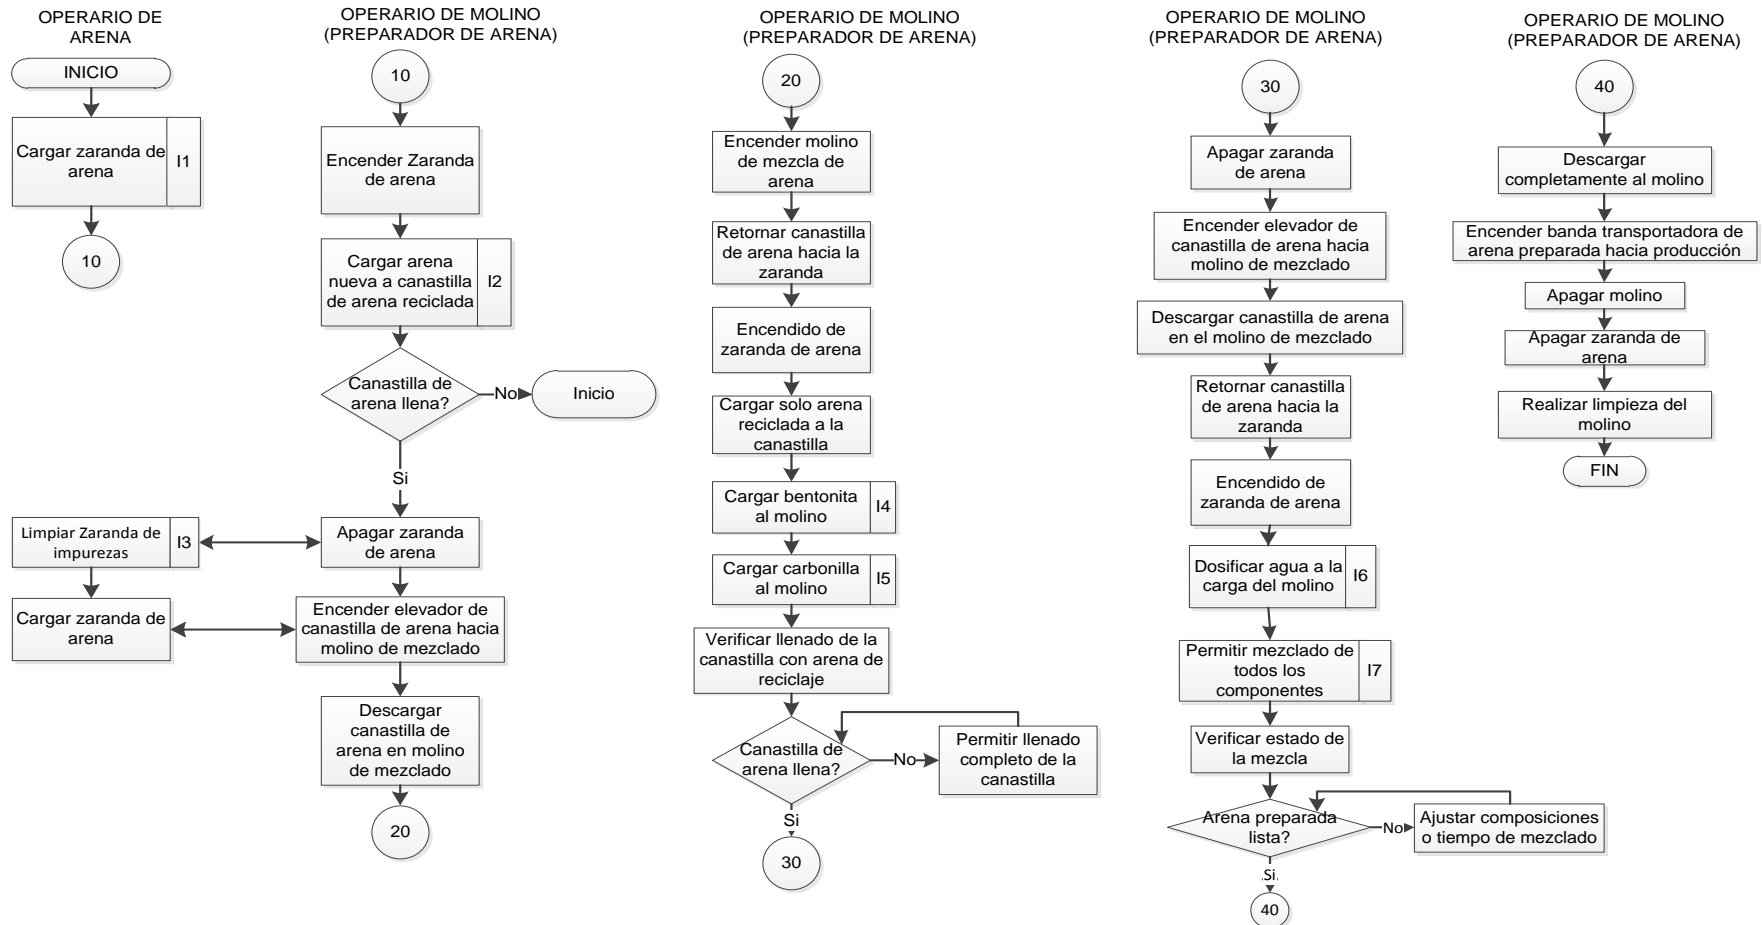 OPERARIO DE
ARENA
INICIO
Cargar zaranda de
arena
I1
10
Limpiar Zaranda de
impurezas
I3
Cargar zaranda de
arena
OPERARIO DE MOLINO
(PREPARADOR DE ARENA)
10
Encender Zaranda
de arena
Cargar arena
nueva a canastilla
de arena reciclada
I2
Canastilla de
arena llena?
No
Inicio
Si
Apagar zaranda
de arena
Encender elevador de
canastilla de arena hacia
molino de mezclado
Descargar
canastilla de
arena en molino
de mezclado
20
OPERARIO DE MOLINO
(PREPARADOR DE ARENA)
20
Encender molino
de mezcla de
arena
Retornar canastilla
de arena hacia la
zaranda
Encendido de
zaranda de arena
Cargar solo arena
reciclada a la
canastilla
Cargar bentonita
al molino
I4
Cargar carbonilla
al molino
I5
Verificar llenado de la
canastilla con arena de
reciclaje
Canastilla de
arena llena?
No
Permitir llenado
completo de la
canastilla
Si
30
OPERARIO DE MOLINO
(PREPARADOR DE ARENA)
30
Apagar zaranda
de arena
Encender elevador de
canastilla de arena hacia
molino de mezclado
Descargar canastilla de arena
en el molino de mezclado
Retornar canastilla
de arena hacia la
zaranda
Encendido de
zaranda de arena
Dosificar agua a la
carga del molino
I6
Permitir mezclado de
todos los
componentes
I7
Verificar estado de
la mezcla
Arena preparada
lista?
No
Ajustar composiciones
o tiempo de mezclado
Si
40
OPERARIO DE MOLINO
(PREPARADOR DE ARENA)
40
Descargar
completamente al molino
Encender banda transportadora de
arena preparada hacia producción
Apagar molino
Apagar zaranda de
arena
Realizar limpieza del
molino
FIN